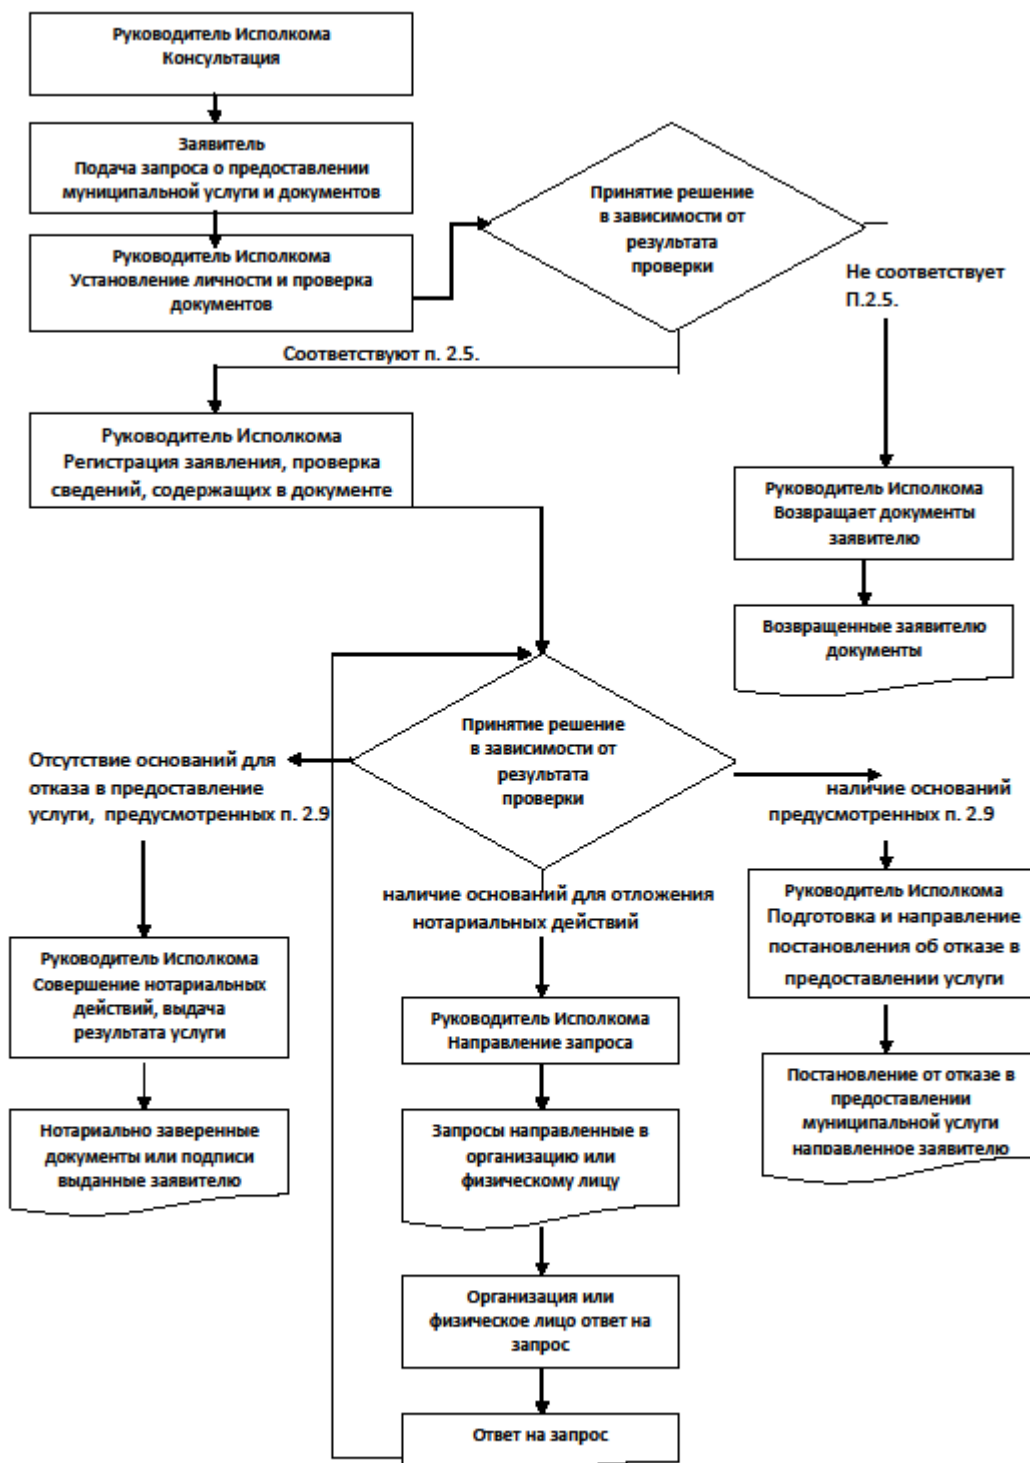 Руководитель Исполкома
Консультация
Заявитель
Подача запроса о предоставлении
муниципальной услуги и документов
Руководитель Исполкома
Установление личности и проверка
документов
Принятие решение
в зависимости от
результата
проверки
Не соответствует
П.2.5.
Соответствуют п. 2.5.
Руководитель Исполкома
Регистрация заявления, проверка
сведений, содержащих в документе
Руководитель Исполкома
Возвращает документы
заявителю
Возвращенные заявителю
документы
Принятие решение
в зависимости от
результата
проверки
Отсутствие оснований для
отказа в предоставление
услуги, предусмотренных п. 2.9
наличие оснований
предусмотренных п. 2.9
наличие оснований для отложения
нотариальных действий
Руководитель Исполкома
Подготовка и направление
постановления об отказе в
предоставлении услуги
Руководитель Исполкома
Совершение нотариальных
действий, выдача
результата услуги
Руководитель Исполкома
Направление запроса
Постановление от отказе в
предоставлении
муниципальной услуги
направленное заявителю
Нотариально заверенные
документы или подписи
выданные заявителю
Запросы направленные в
организацию или
физическому лицу
Организация или
физическое лицо ответ на
запрос
Ответ на запрос